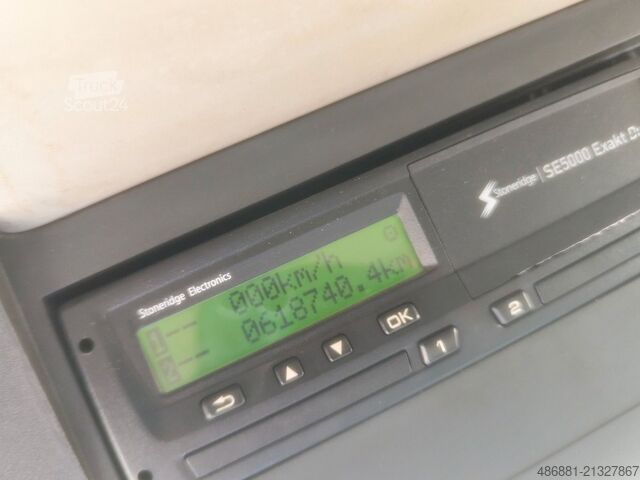 Truck
Scout24
Stoneridge | SE5000 Exakt
Stoneridge Electronics
-- 000km/h
-- 0618740.4km
OK
1
2
486881-21327867